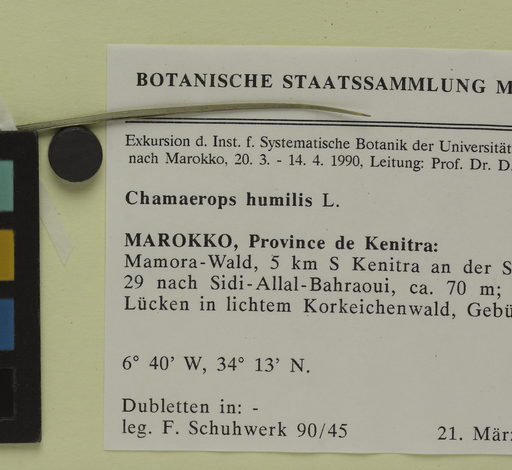 BOTANISCHE STAATSSAMMLUNG M
Exkursion d. Inst. f. Systematische Botanik der Universität
nach Marokko, 20. 3. - 14. 4. 1990, Leitung: Prof. Dr. D.
Chamaerops humilis L.
MAROKKO, Province de Kenitra:
Mamora-Wald, 5 km S Kenitra an der S
29 nach Sidi-Allal-Bahraoui, ca. 70 m;
Lücken in lichtem Korkeichenwald, Gebü
6° 40' W, 34° 13' N.
Dubletten in: -
leg. F. Schuhwerk 90/45
21. März